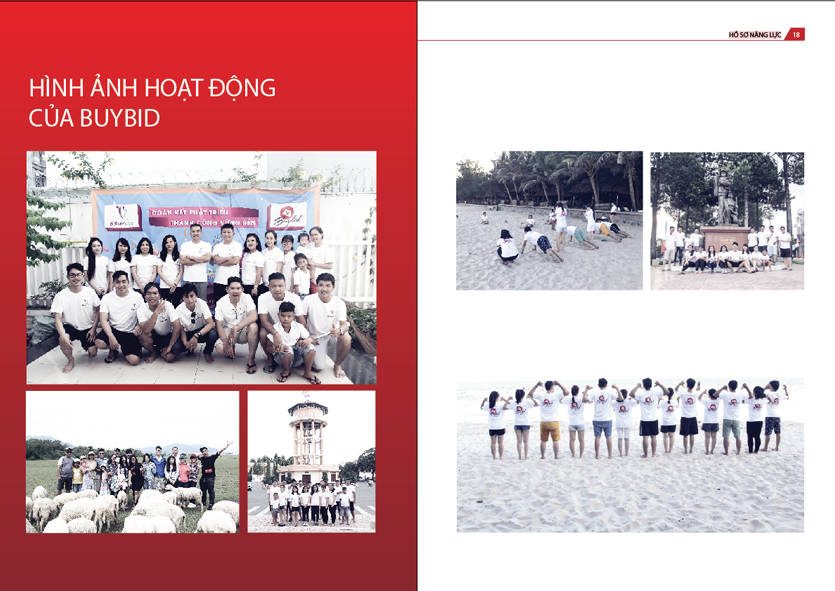 HÌNH ẢNH HOẠT ĐỘNG
CỦA BUYBID
ĐOÀN KẾT PHÁT TRIỂN
THÀNH CÔNG VỮNG BỀN
Buybid
HỒ SƠ NĂNG LỰC 18